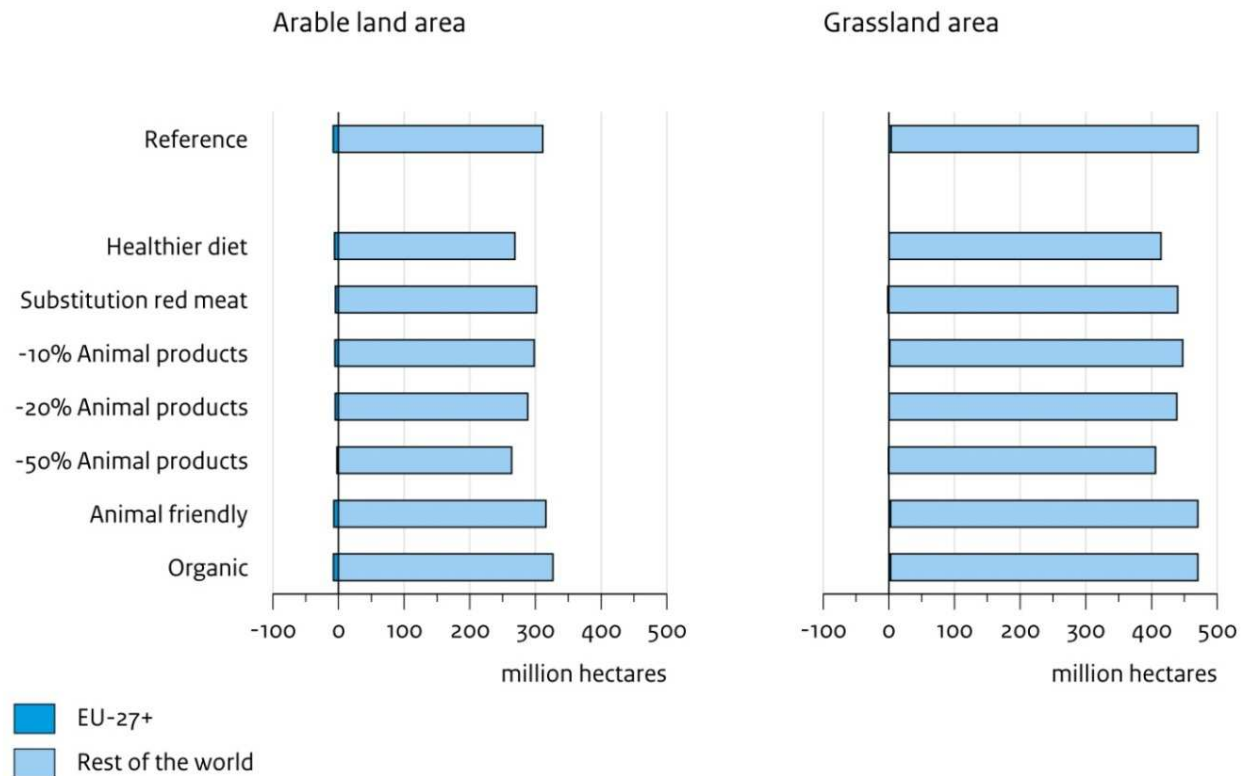 Arable land area
Grassland area
Reference
Healthier diet
Substitution red meat
-10% Animal products
-20% Animal products
-50% Animal products
Animal friendly
Organic
-100 0 100 200 300 400 500
million hectares
-100 0 100 200 300 400 500
million hectares
EU-27+
Rest of the world